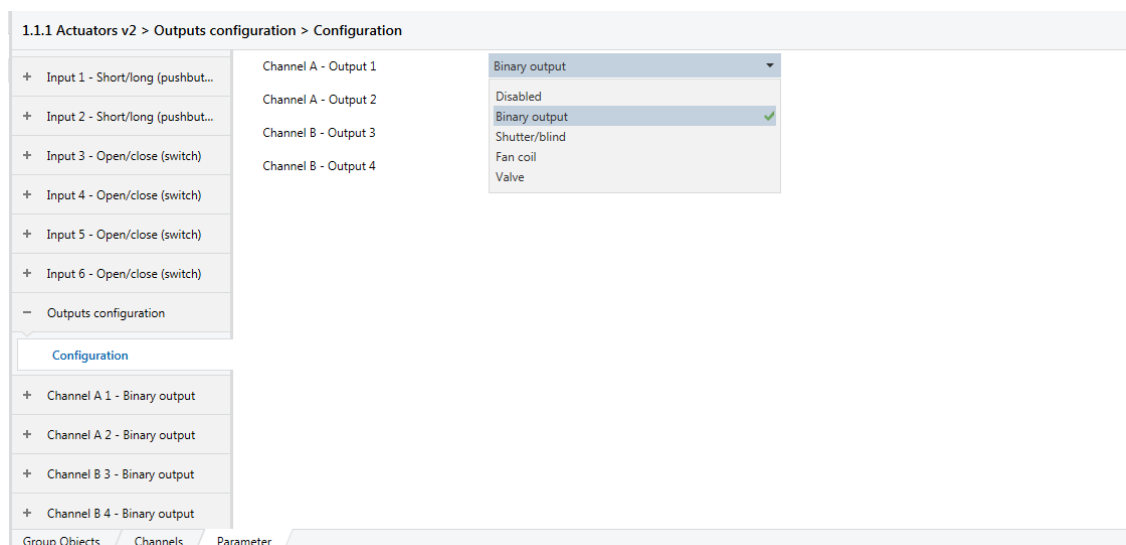 1.1.1 Actuators v2 > Outputs configuration > Configuration
+ Input 1 - Short/long (pushbut...
+ Input 2 - Short/long (pushbut...
+ Input 3 - Open/close (switch)
+ Input 4 - Open/close (switch)
+ Input 5 - Open/close (switch)
+ Input 6 - Open/close (switch)
− Outputs configuration
Configuration
+ Channel A 1 - Binary output
+ Channel A 2 - Binary output
+ Channel B 3 - Binary output
+ Channel B 4 - Binary output
Channel A - Output 1
Binary output
Channel A - Output 2
Channel B - Output 3
Channel B - Output 4
Disabled
Binary output
Shutter/blind
Fan coil
Valve
Group Objects
Channels
Parameter